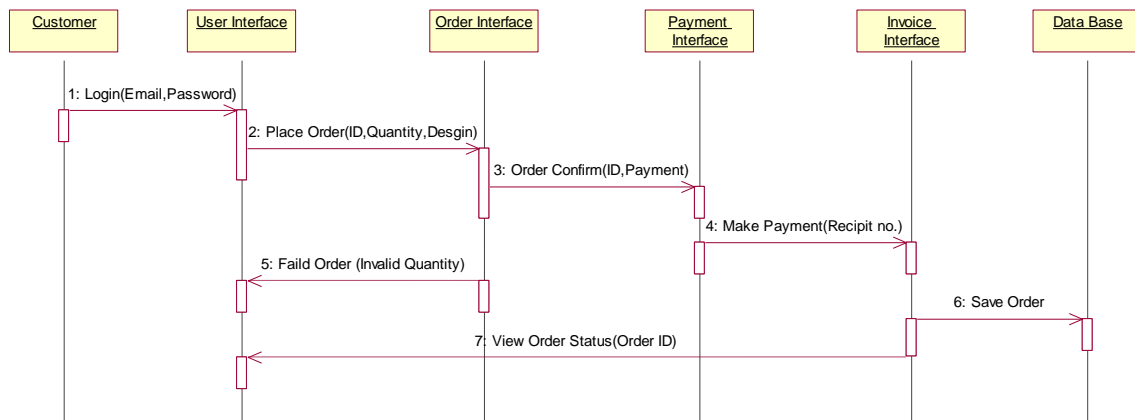 Customer
User Interface
Order Interface
Payment
Interface
Invoice
Interface
Data Base
1: Login(Email,Password)
2: Place Order(ID,Quantity,Desgin)
3: Order Confirm(ID,Payment)
4: Make Payment(Recipit no.)
5: Faild Order (Invalid Quantity)
6: Save Order
7: View Order Status(Order ID)